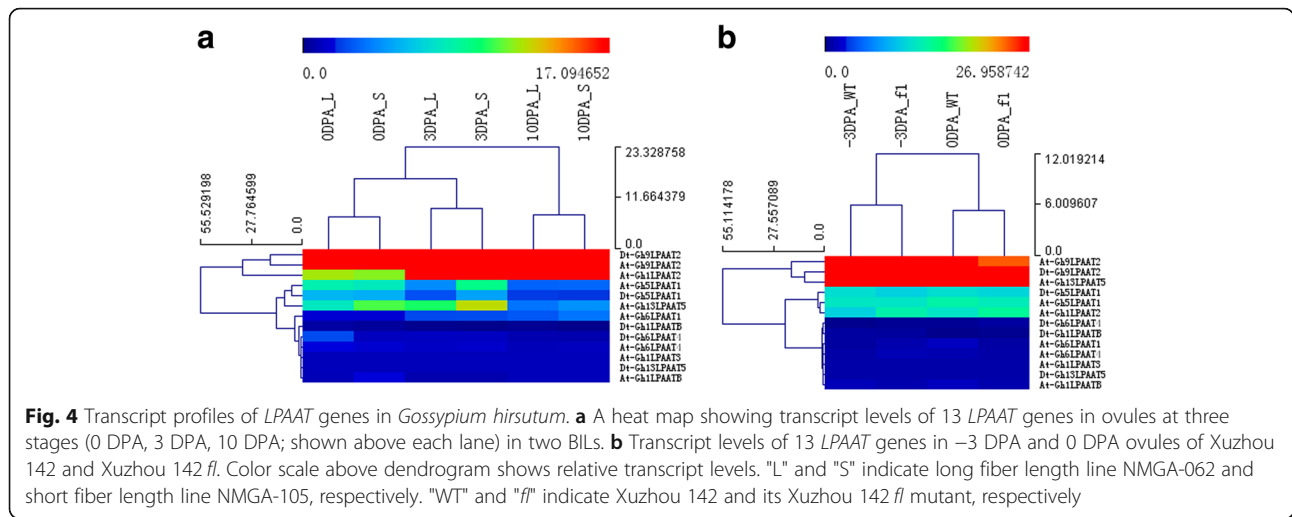 a
0.0 17.094652
0DPA_L 0DPA_S 3DPA_L 3DPA_S 10DPA_L 10DPA_S
23.328758
11.664379
0.0
55.529198 27.764599 0.0
Dt-Gh9LPAAT2
At-Gh9LPAAT2
At-Gh1LPAAT2
At-Gh5LPAAT1
Dt-Gh5LPAAT1
At-Gh13LPAAT5
At-Gh6LPAAT1
Dt-Gh1LPAATB
Dt-Gh6LPAAT4
At-Gh6LPAAT4
At-Gh1LPAAT3
Dt-Gh13LPAAT5
At-Gh1LPAATB
b
0.0 26.958742
-3DPA_WT -3DPA_f1 0DPA_WT 0DPA_f1
12.019214
6.009607
0.0
55.114178 27.557089 0.0
At-Gh9LPAAT2
Dt-Gh9LPAAT2
At-Gh13LPAAT5
Dt-Gh5LPAAT1
At-Gh5LPAAT1
At-Gh1LPAAT2
Dt-Gh6LPAAT4
Dt-Gh1LPAATB
At-Gh6LPAAT1
At-Gh6LPAAT4
At-Gh1LPAAT3
Dt-Gh13LPAAT5
At-Gh1LPAATB
Fig. 4 Transcript profiles of LPAAT genes in Gossypium hirsutum. a A heat map showing transcript levels of 13 LPAAT genes in ovules at three
stages (0 DPA, 3 DPA, 10 DPA; shown above each lane) in two BILs. b Transcript levels of 13 LPAAT genes in −3 DPA and 0 DPA ovules of Xuzhou
142 and Xuzhou 142 fl. Color scale above dendrogram shows relative transcript levels. "L" and "S" indicate long fiber length line NMGA-062 and
short fiber length line NMGA-105, respectively. "WT" and "fl" indicate Xuzhou 142 and its Xuzhou 142 fl mutant, respectively